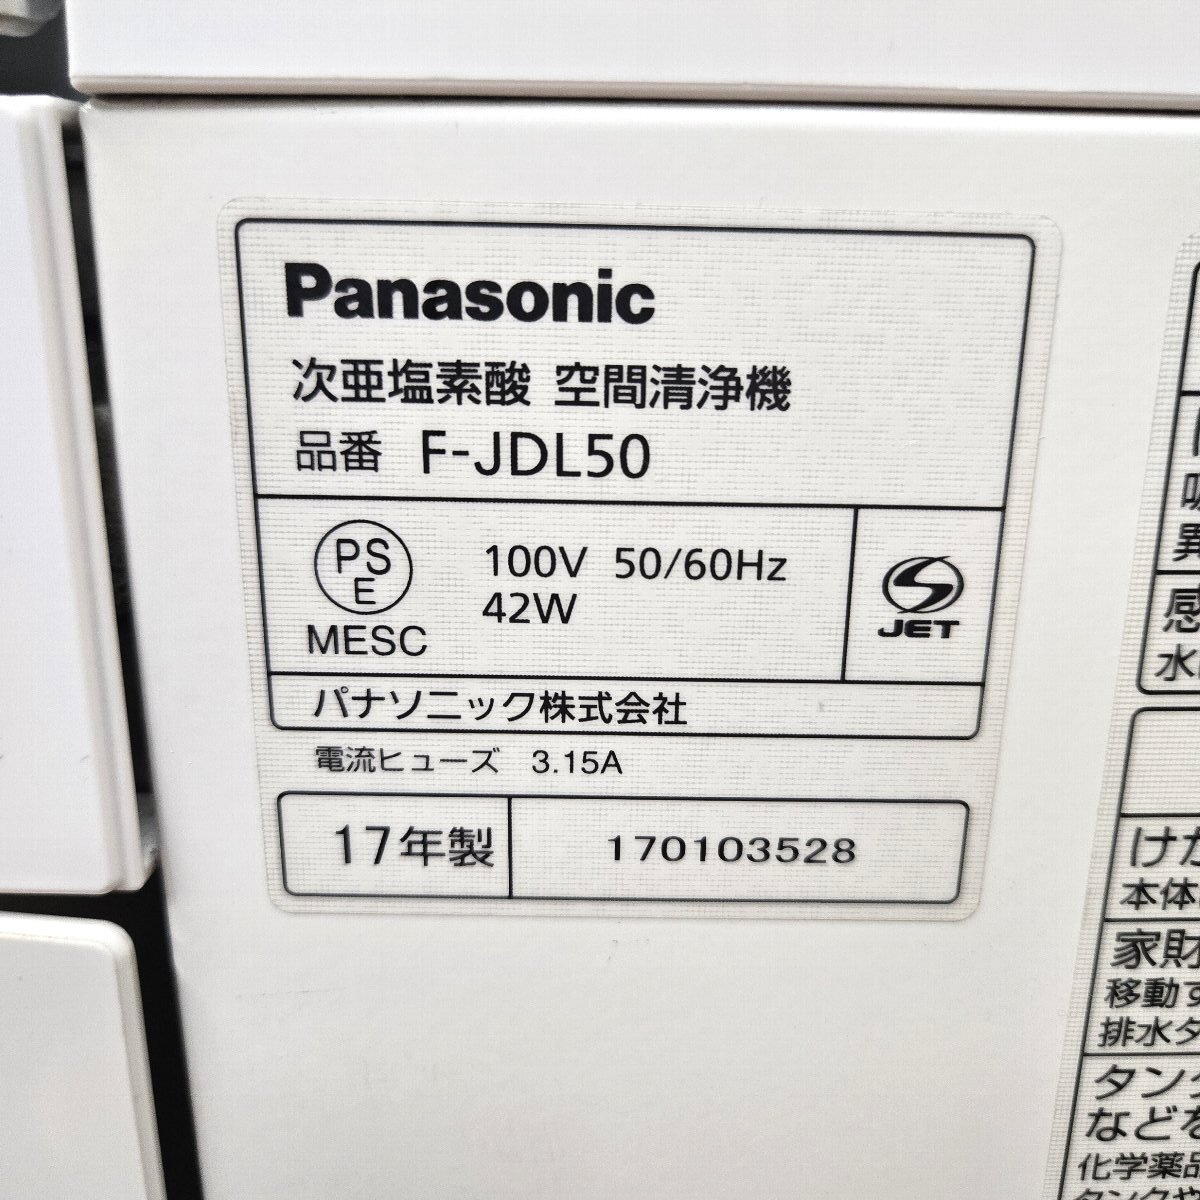 Panasonic
次亜塩素酸 空間清浄機
品番 F-JDL50
PS
E
MESC
100V 50/60Hz
42W
JET
パナソニック株式会社
電流ヒューズ 3.15A
17年製 170103528
異
感
水
けが
本体
家財
移動す
排水タ
タンク
などを
化学薬品